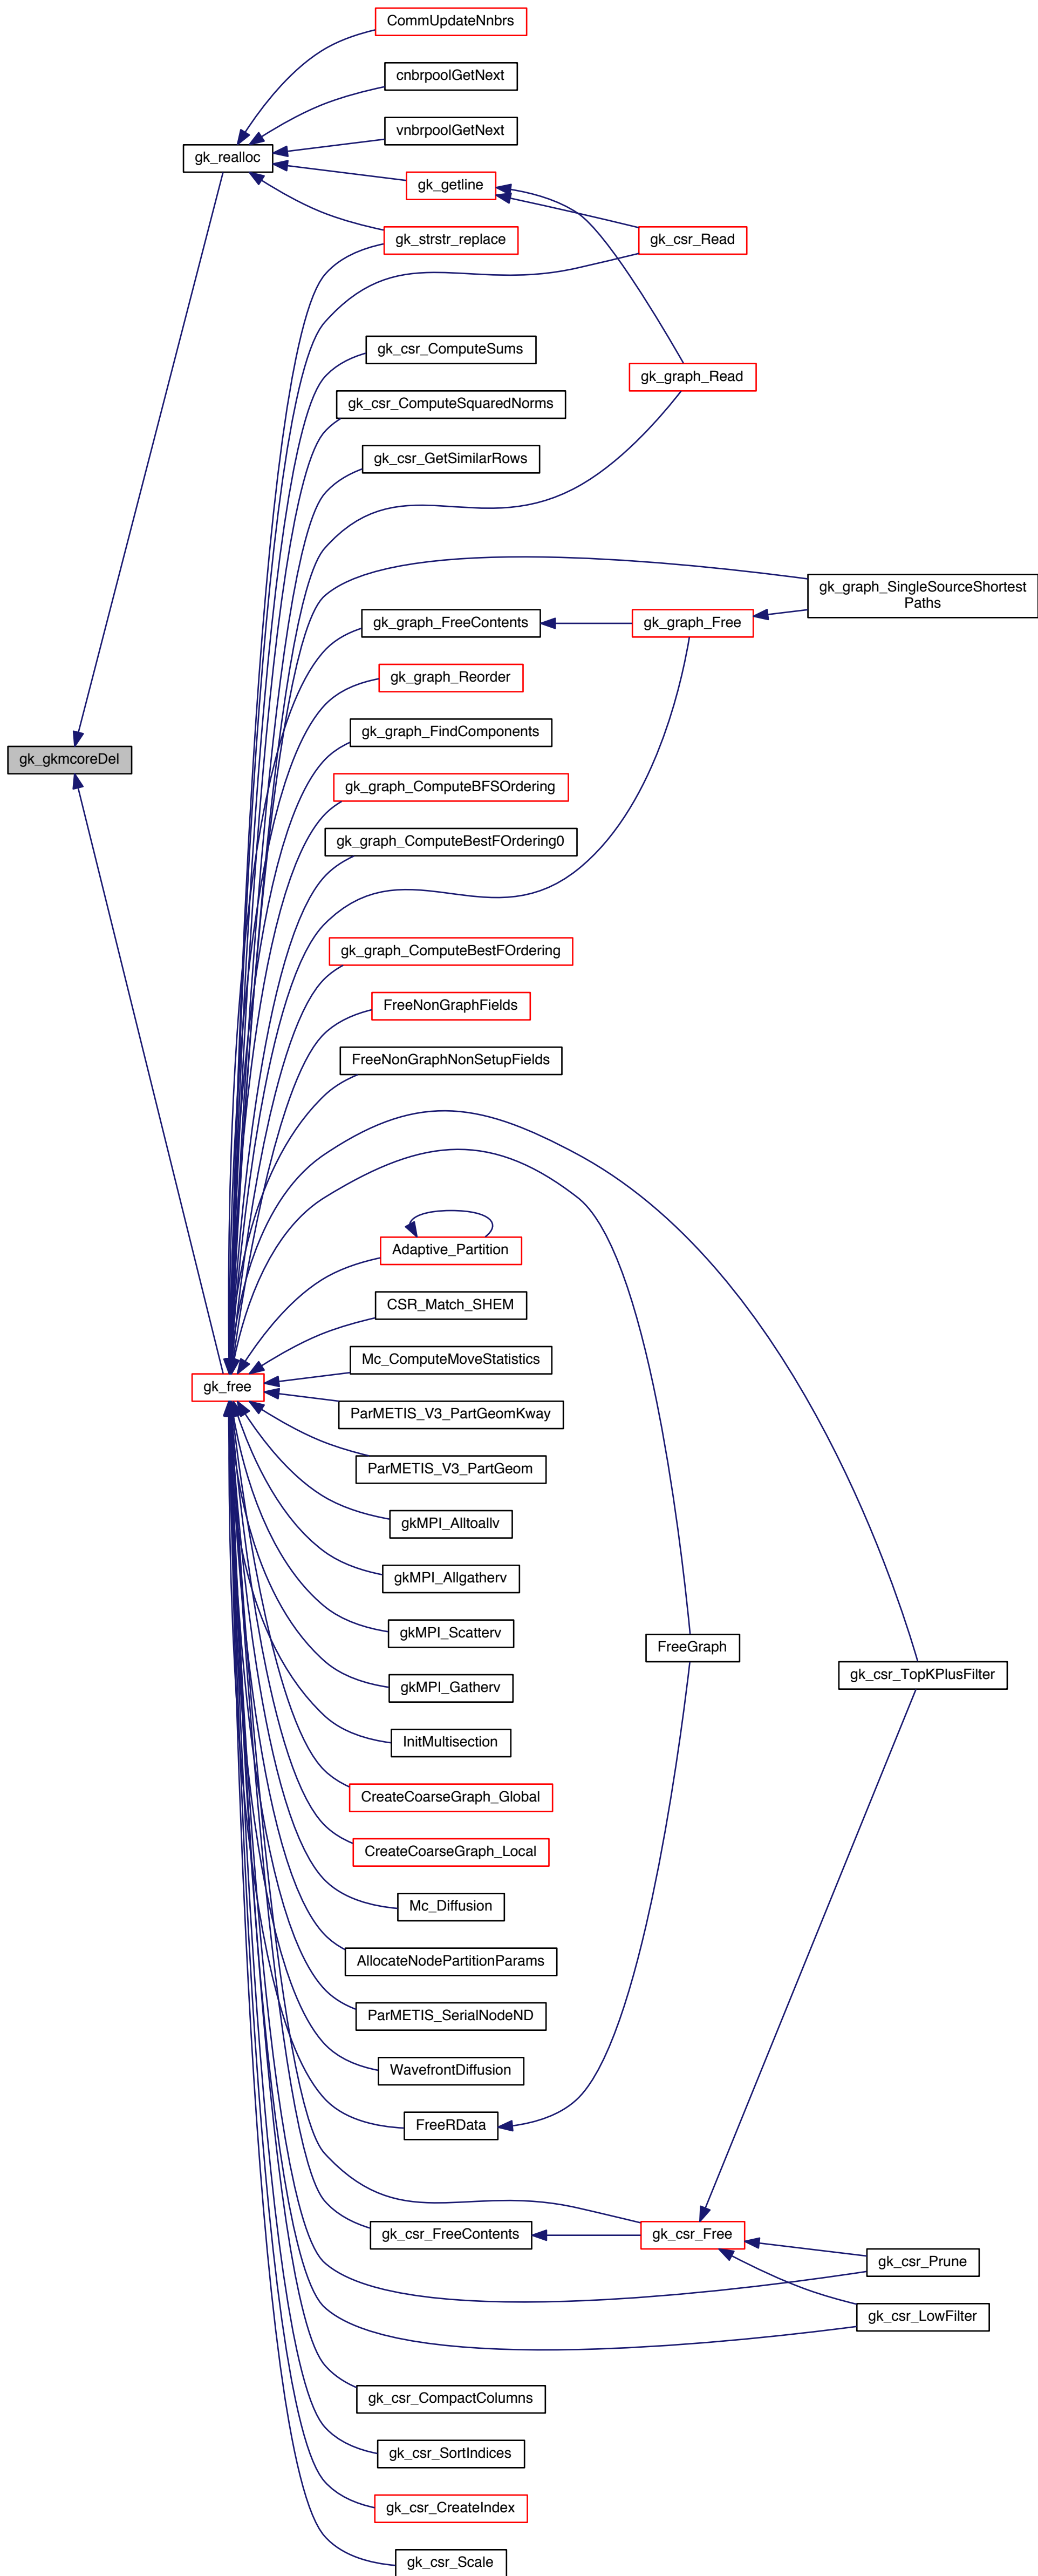 CommUpdateNnbrs
cnbrpoolGetNext
vnbrpoolGetNext
gk_realloc
gk_getline
gk_strstr_replace
gk_csr_Read
gk_csr_ComputeSums
gk_graph_Read
gk_csr_ComputeSquaredNorms
gk_csr_GetSimilarRows
gk_graph_SingleSourceShortest
Paths
gk_graph_FreeContents
gk_graph_Free
gk_graph_Reorder
gk_graph_FindComponents
gk_gkmcoreDel
gk_graph_ComputeBFSOrdering
gk_graph_ComputeBestFOrdering0
gk_graph_ComputeBestFOrdering
FreeNonGraphFields
FreeNonGraphNonSetupFields
Adaptive_Partition
CSR_Match_SHEM
Mc_ComputeMoveStatistics
gk_free
ParMETIS_V3_PartGeomKway
ParMETIS_V3_PartGeom
gkMPI_Alltoallv
gkMPI_Allgatherv
gkMPI_Scatterv
FreeGraph
gk_csr_TopKPlusFilter
gkMPI_Gatherv
InitMultisection
CreateCoarseGraph_Global
CreateCoarseGraph_Local
Mc_Diffusion
AllocateNodePartitionParams
ParMETIS_SerialNodeND
WavefrontDiffusion
FreeRData
gk_csr_FreeContents
gk_csr_Free
gk_csr_Prune
gk_csr_LowFilter
gk_csr_CompactColumns
gk_csr_SortIndices
gk_csr_CreateIndex
gk_csr_Scale